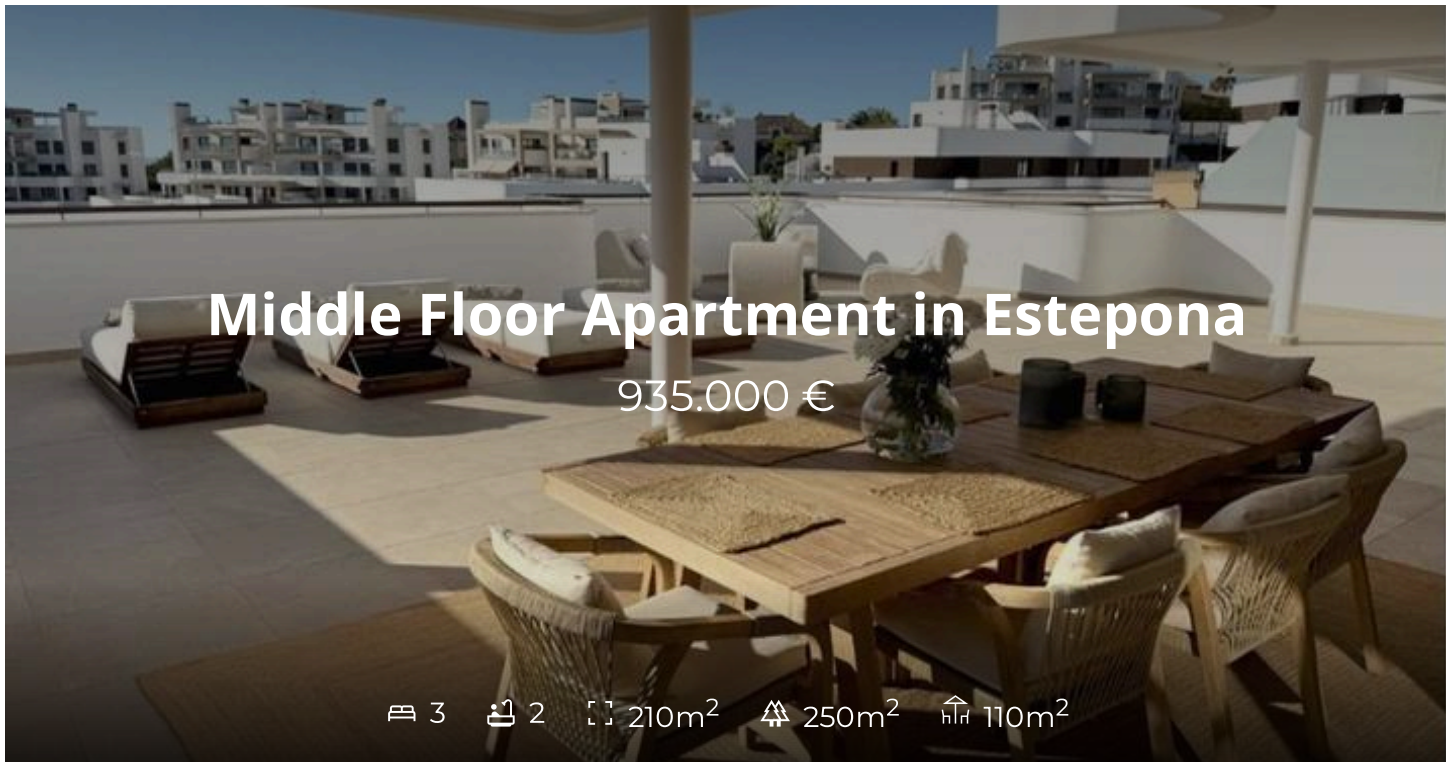 Middle Floor Apartment in Estepona
935.000 €
3 2 210m² 250m² 110m²